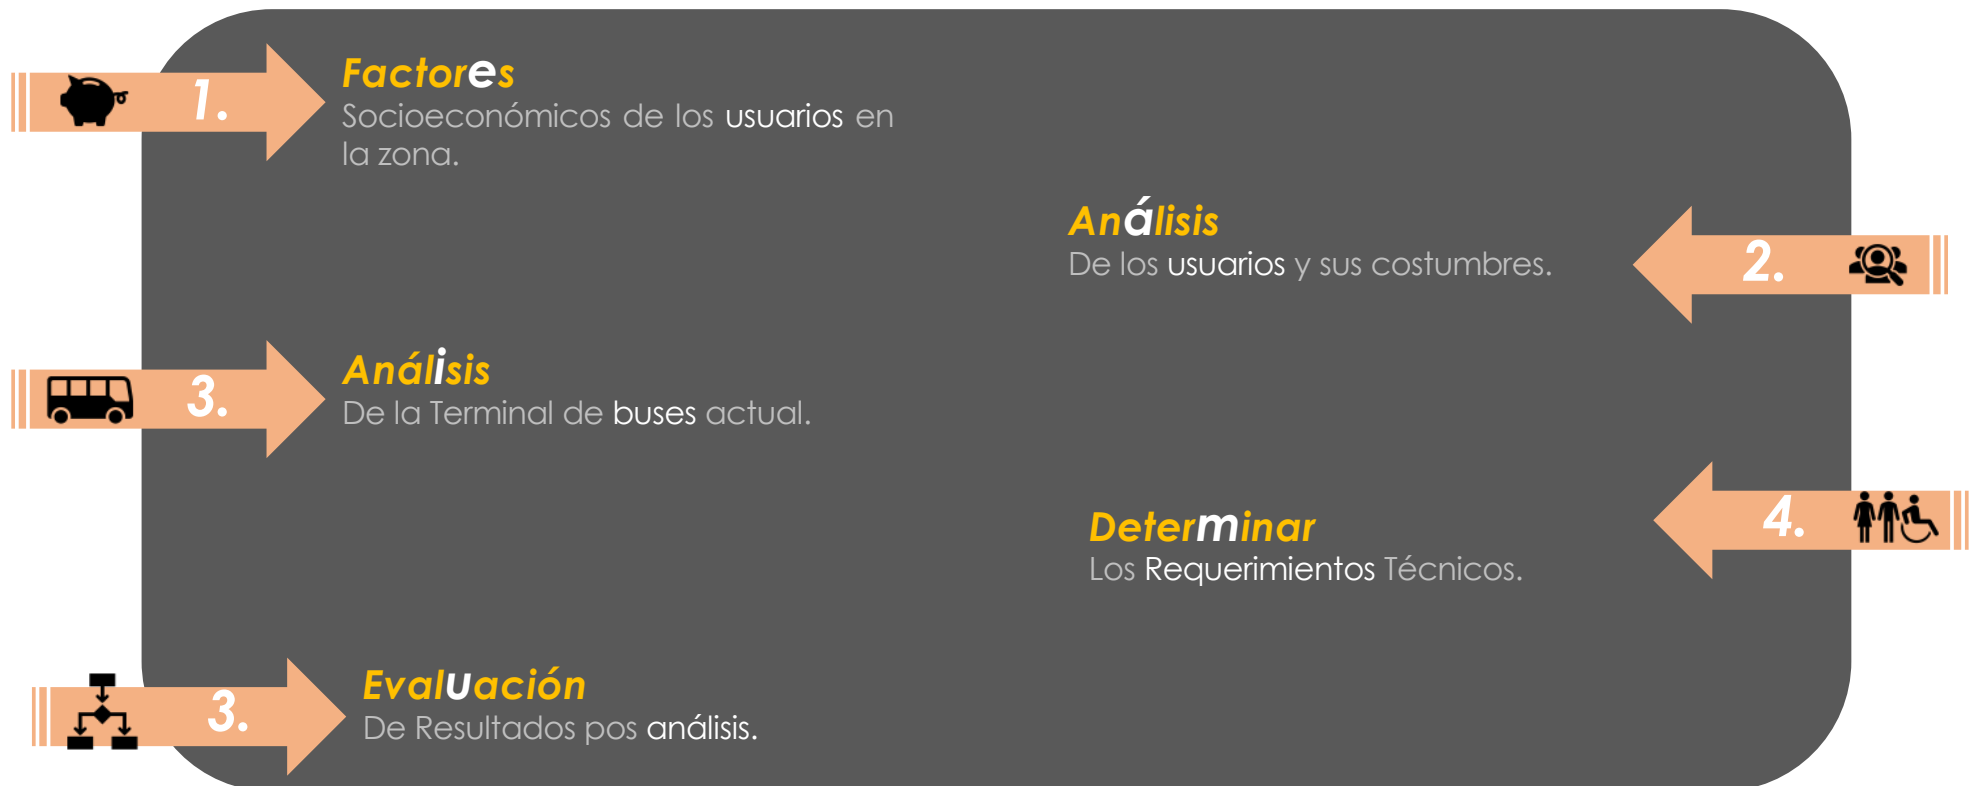 1.
Factores
Socioeconómicos de los usuarios en
la zona.
2.
Análisis
De los usuarios y sus costumbres.
3.
Análisis
De la Terminal de buses actual.
4.
Determinar
Los Requerimientos Técnicos.
3.
Evaluación
De Resultados pos análisis.